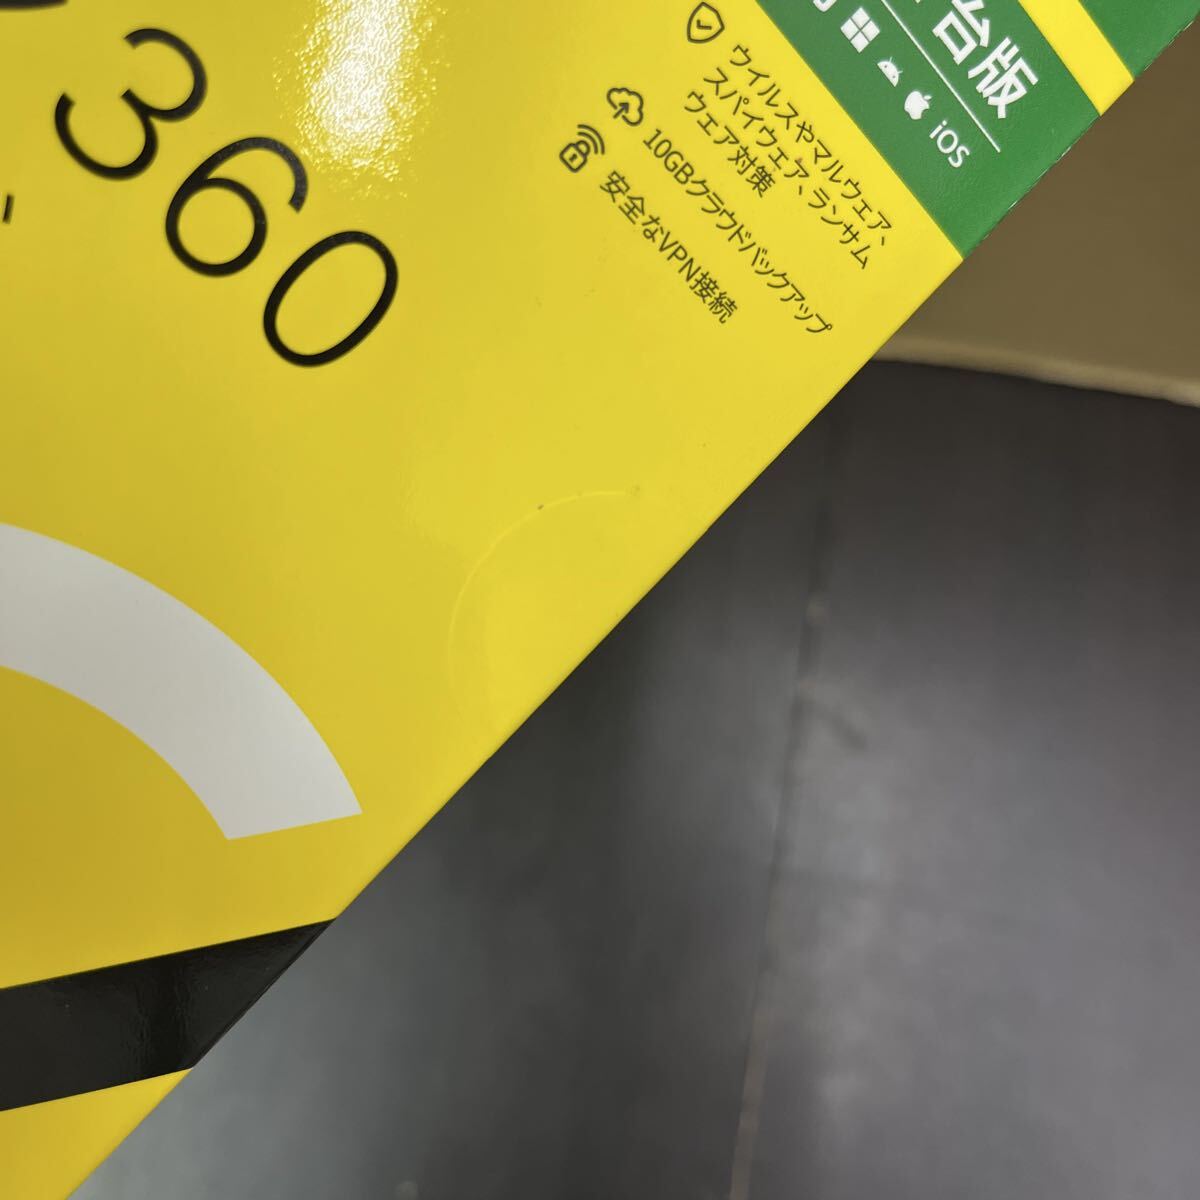 360
台版
iOS
ウイルスやマルウェア、
スパイウェア、ランサム
ウェア対策
10GBクラウドバックアップ
安全なVPN接続